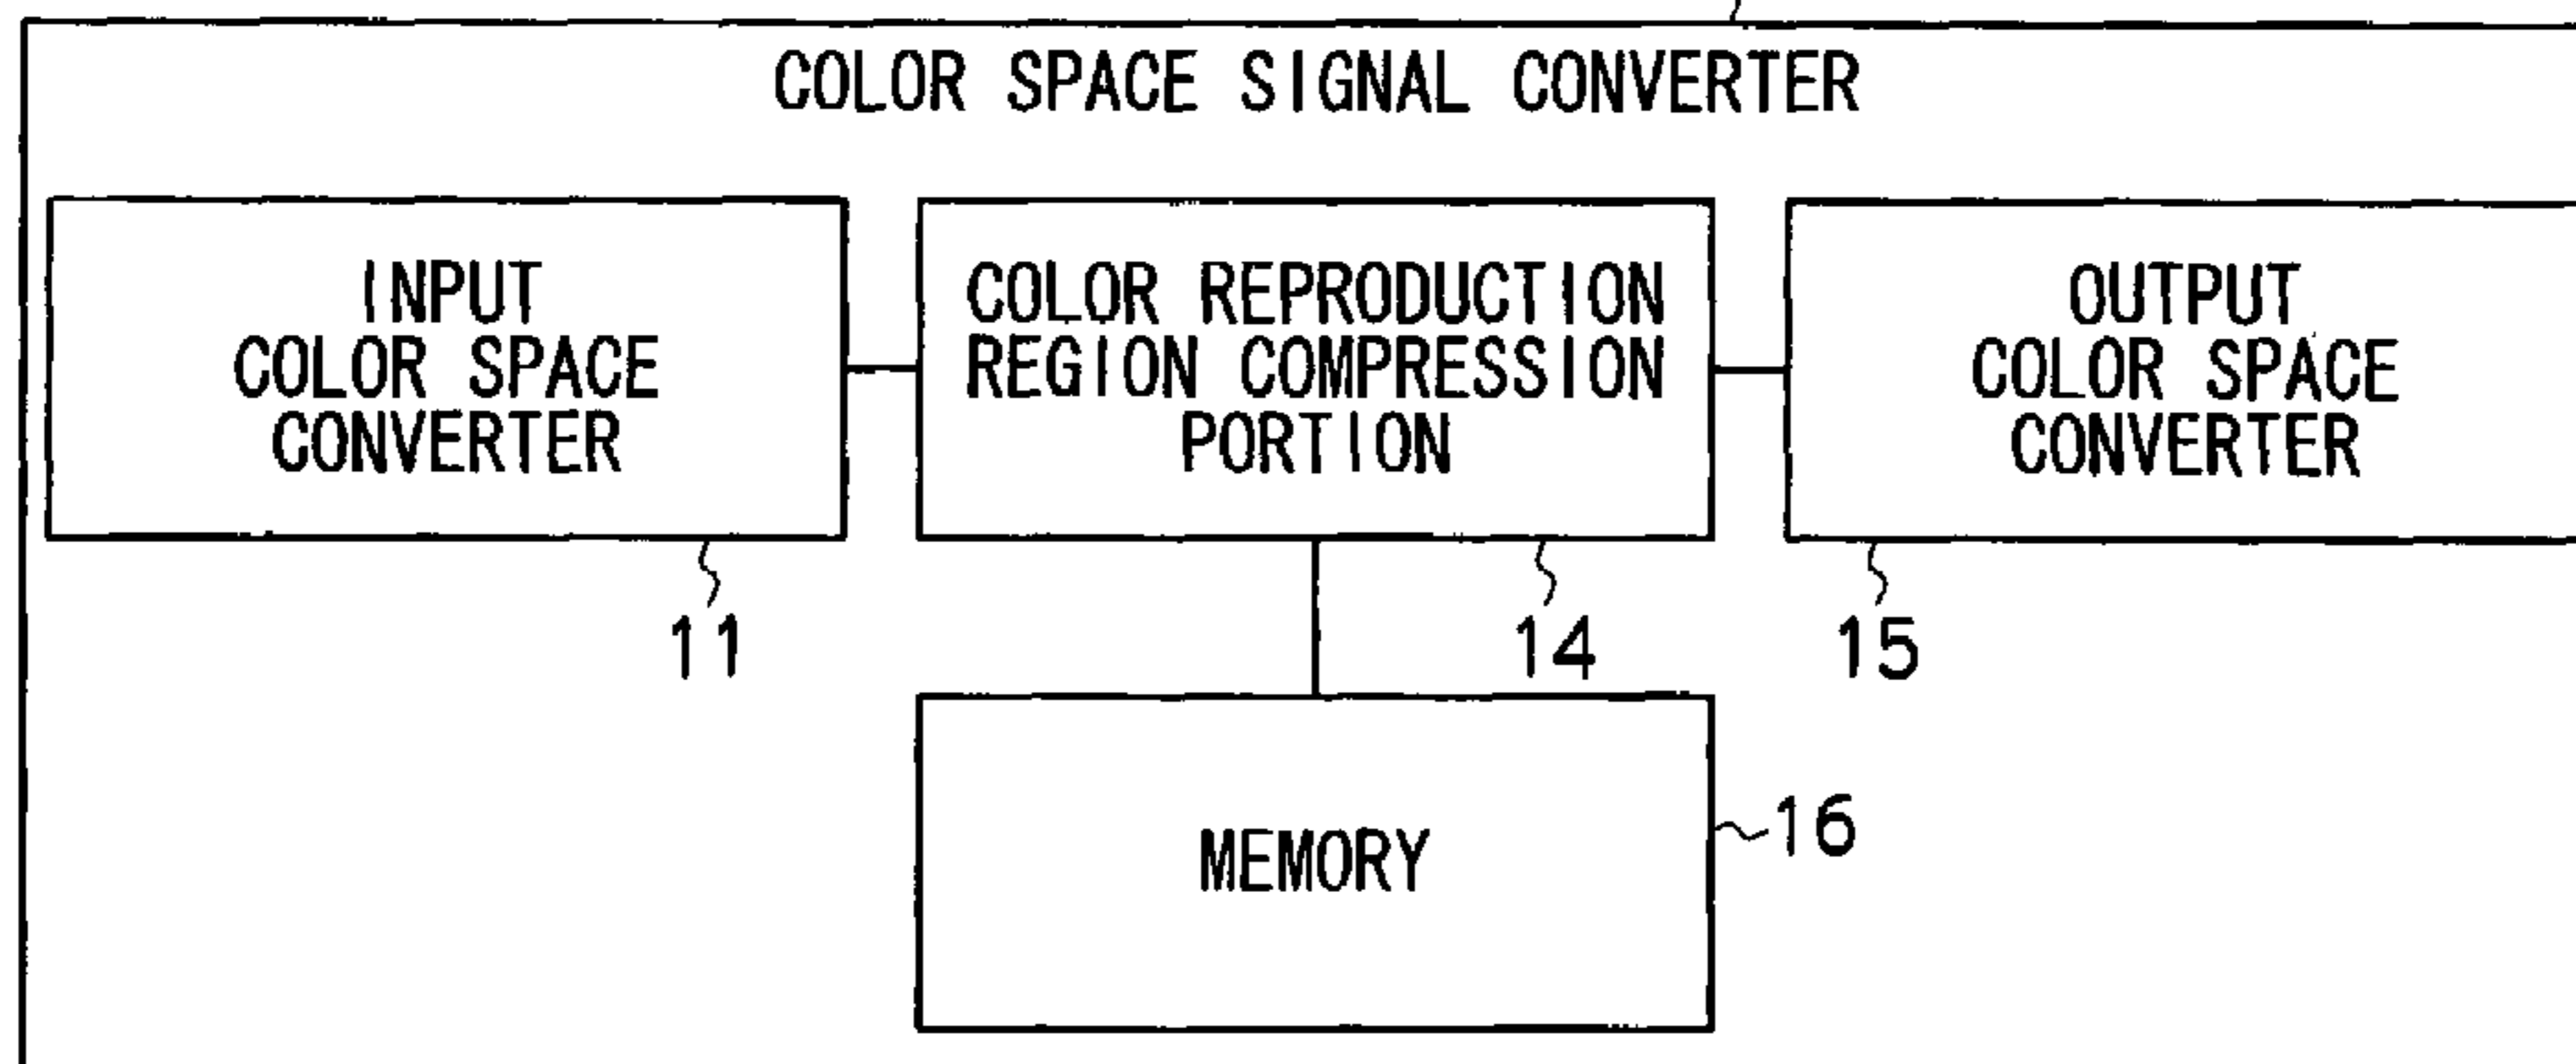 COLOR SPACE SIGNAL CONVERTER
INPUT
COLOR SPACE
CONVERTER
COLOR REPRODUCTION
REGION COMPRESSION
PORTION
OUTPUT
COLOR SPACE
CONVERTER
11
14
15
MEMORY
16